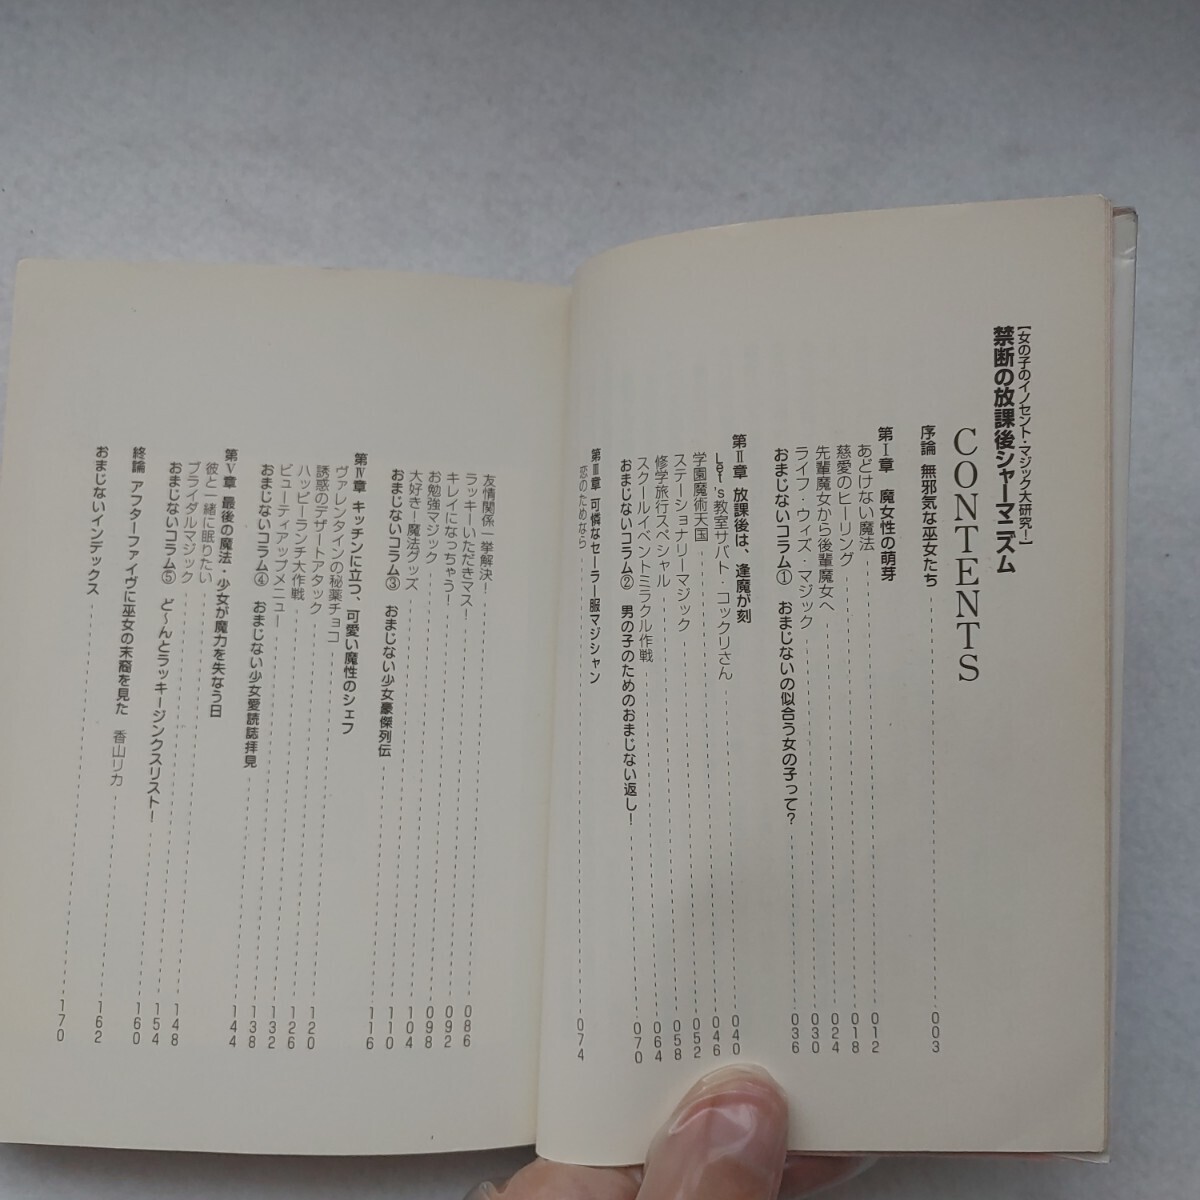 【女の子のイノセント・マジック大研究！】
禁断の放課後シャーマニズム
CONTENTS
序論 無邪気な巫女たち 003
第Ⅰ章 魔女性の萌芽
あどけない魔法 012
慈愛のヒーリング 018
先輩魔女から後輩魔女へ 024
ライフ・ウィズ・マジック 030
おまじないコラム① おまじないの似合う女の子って？ 036
第Ⅱ章 放課後は、逢魔が刻
Let's教室サバト・コックリさん 040
学園魔術天国 046
ステーショナリーマジック 052
修学旅行スペシャル 058
スクールイベントミラクル作戦 064
おまじないコラム② 男の子のためのおまじない返し！ 070
第Ⅲ章 可憐なセーラー服マジシャン
恋のためなら 074
友情関係一挙解決！ 086
ラッキーいただきマス！ 092
キレイになっちゃう！ 098
お勉強マジック 104
大好き！魔法グッズ 110
おまじないコラム③ おまじない少女豪傑列伝 116
第Ⅳ章 キッチンに立つ、可愛い魔性のシェフ
ヴァレンタインの秘薬チョコ 120
誘惑のデザートアタック 126
ハッピーランチ大作戦 132
ビューティアップメニュー 138
おまじないコラム④ おまじない少女愛読誌拝見 144
第Ⅴ章 最後の魔法・少女が魔力を失なう日
彼と一緒に眠りたい 148
ブライダルマジック 154
おまじないコラム⑤ ど〜んとラッキージンクスリスト！ 160
終論 アフターファイヴに巫女の末裔を見た 香山リカ 162
おまじないインデックス 170